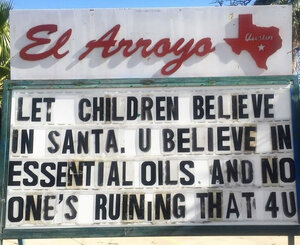 El Arroyo
Austin
LET CHILDREN BELIEVE
IN SANTA. U BELIEVE IN
ESSENTIAL OILS. AND NO
ONE'S RUINING THAT 4U